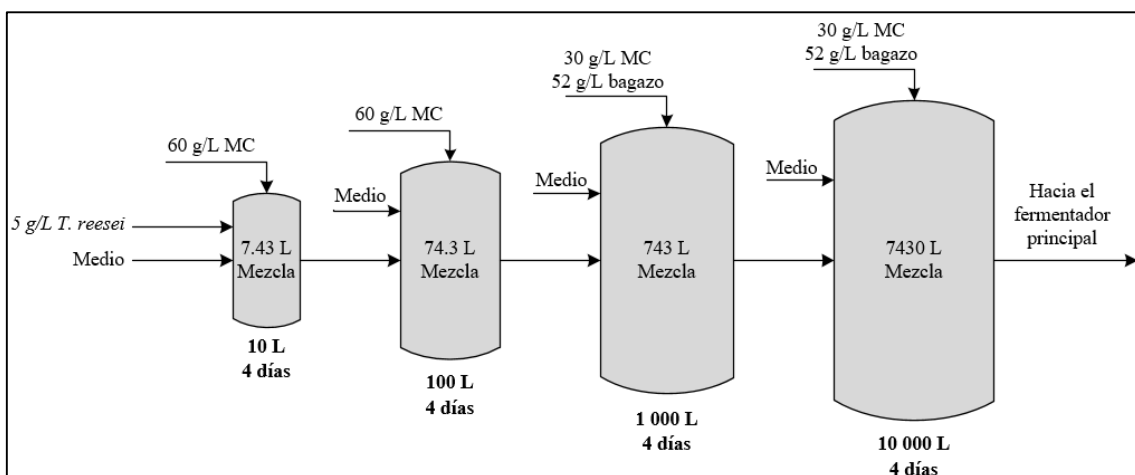 60 g/L MC
5 g/L T. reesei
Medio
7.43 L
Mezcla
10 L
4 días
60 g/L MC
Medio
74.3 L
Mezcla
100 L
4 días
30 g/L MC
52 g/L bagazo
Medio
743 L
Mezcla
1 000 L
4 días
30 g/L MC
52 g/L bagazo
Medio
7430 L
Mezcla
10 000 L
4 días
Hacia el
fermentador
principal